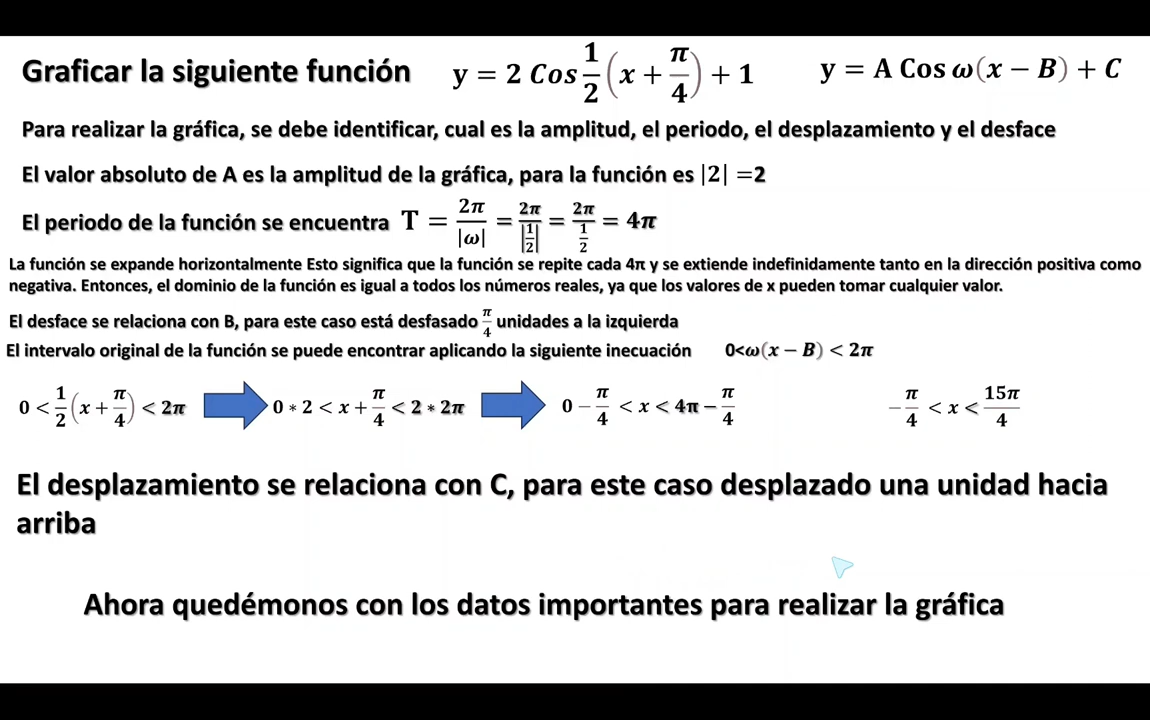 Graficar la siguiente función y = 2 Cos 1/2 (x + π/4) + 1 y = A Cos ω(x − B) + C
Para realizar la gráfica, se debe identificar, cual es la amplitud, el periodo, el desplazamiento y el desface
El valor absoluto de A es la amplitud de la gráfica, para la función es |2| =2
El periodo de la función se encuentra T = 2π/|ω| = 2π/|1/2| = 2π/(1/2) = 4π
La función se expande horizontalmente Esto significa que la función se repite cada 4π y se extiende indefinidamente tanto en la dirección positiva como
negativa. Entonces, el dominio de la función es igual a todos los números reales, ya que los valores de x pueden tomar cualquier valor.
El desface se relaciona con B, para este caso está desfasado π/4 unidades a la izquierda
El intervalo original de la función se puede encontrar aplicando la siguiente inecuación 0<ω(x − B) < 2π
0 < 1/2 (x + π/4) < 2π 0 ∗ 2 < x + π/4 < 2 ∗ 2π 0 − π/4 < x < 4π − π/4 − π/4 < x < 15π/4
El desplazamiento se relaciona con C, para este caso desplazado una unidad hacia
arriba
Ahora quedémonos con los datos importantes para realizar la gráfica